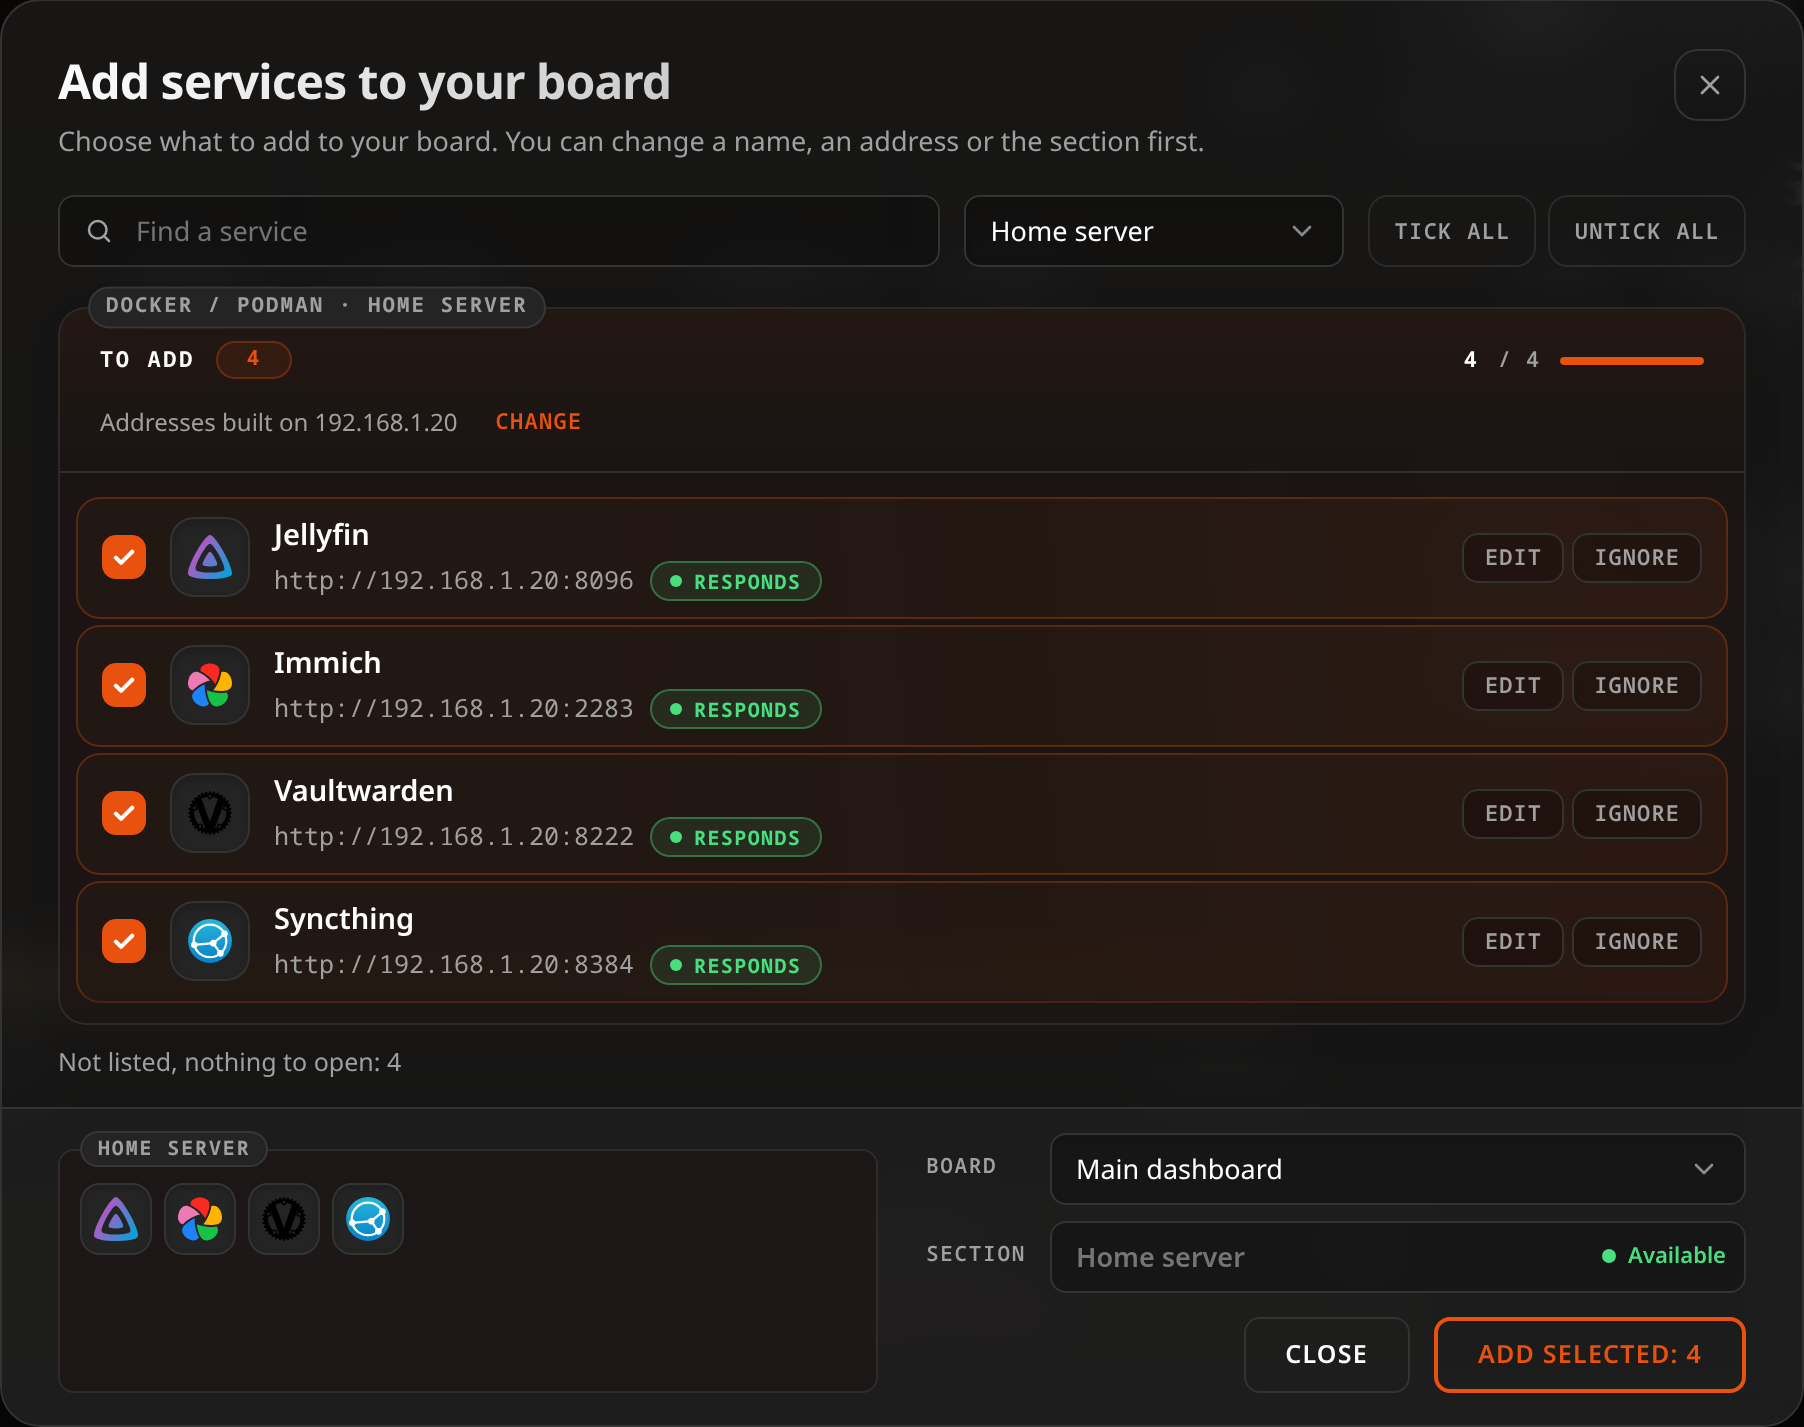 Add services to your board
Choose what to add to your board. You can change a name, an address or the section first.
Find a service
Home server
TICK ALL
UNTICK ALL
DOCKER / PODMAN · HOME SERVER
TO ADD 4
4 / 4
Addresses built on 192.168.1.20 CHANGE
Jellyfin
http://192.168.1.20:8096 RESPONDS
EDIT IGNORE
Immich
http://192.168.1.20:2283 RESPONDS
EDIT IGNORE
Vaultwarden
http://192.168.1.20:8222 RESPONDS
EDIT IGNORE
Syncthing
http://192.168.1.20:8384 RESPONDS
EDIT IGNORE
Not listed, nothing to open: 4
HOME SERVER
BOARD Main dashboard
SECTION Home server Available
CLOSE ADD SELECTED: 4